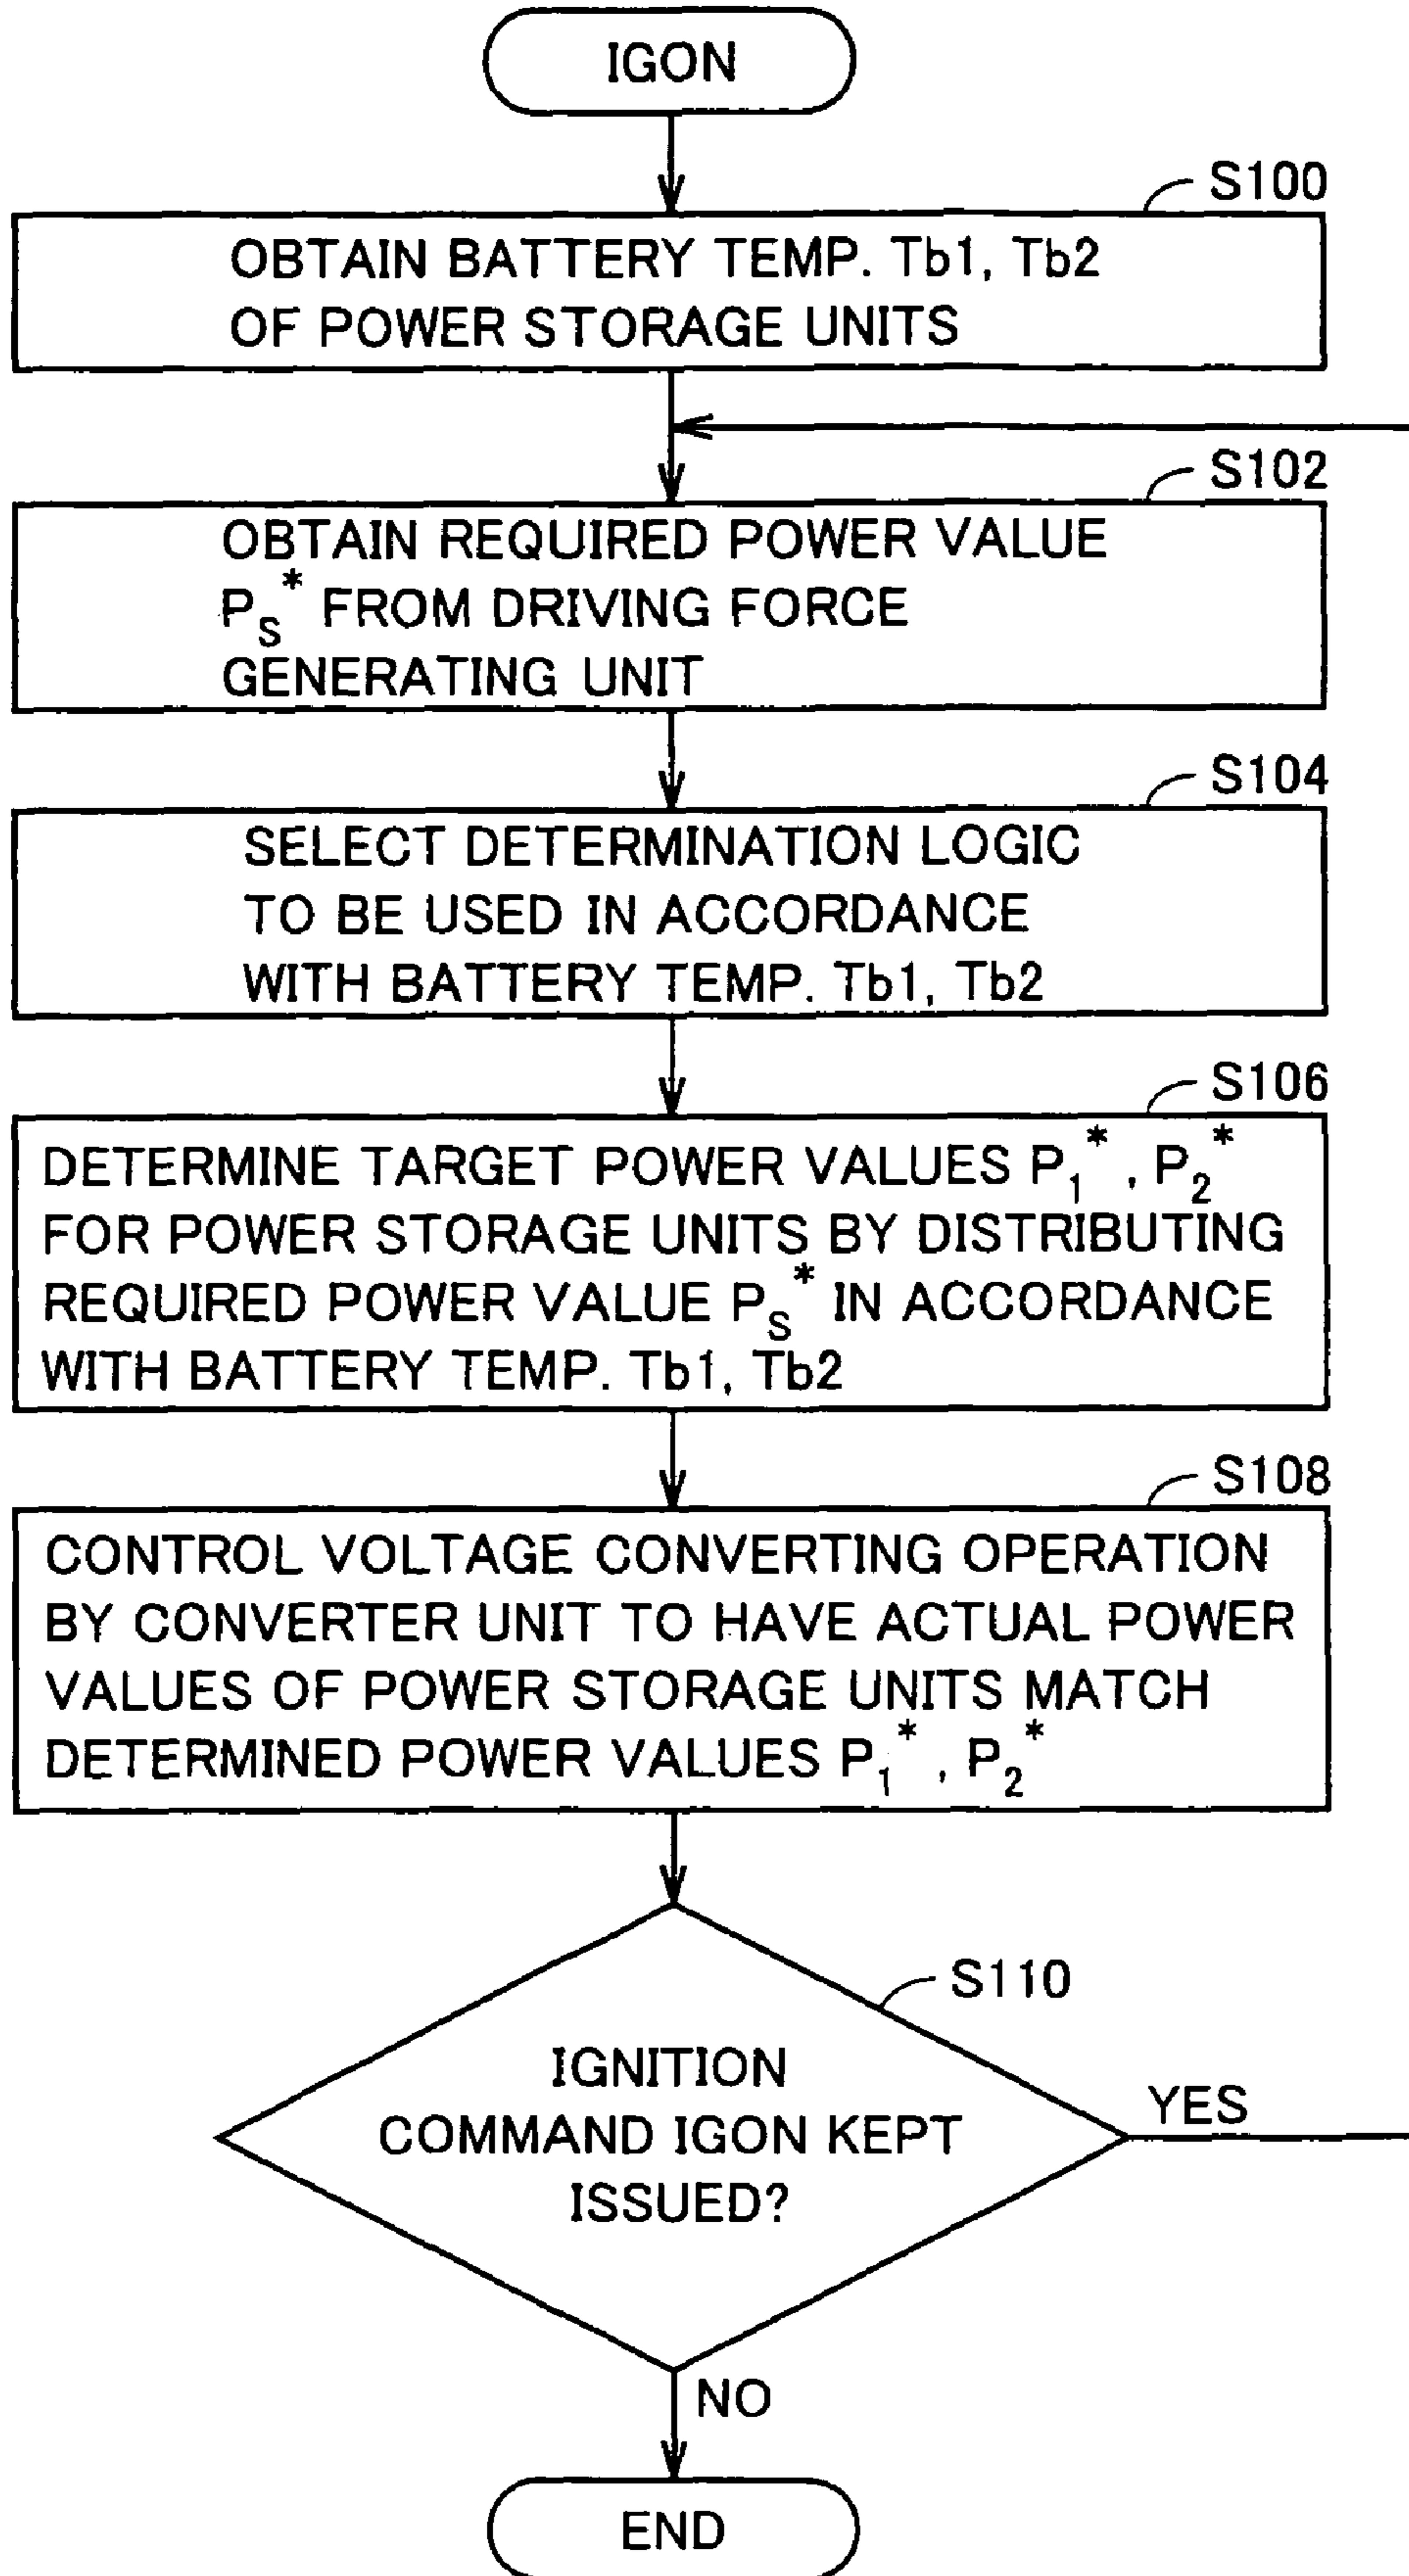 IGON
S100
OBTAIN BATTERY TEMP. Tb1, Tb2
OF POWER STORAGE UNITS
S102
OBTAIN REQUIRED POWER VALUE
PS* FROM DRIVING FORCE
GENERATING UNIT
S104
SELECT DETERMINATION LOGIC
TO BE USED IN ACCORDANCE
WITH BATTERY TEMP. Tb1, Tb2
S106
DETERMINE TARGET POWER VALUES P1*, P2*
FOR POWER STORAGE UNITS BY DISTRIBUTING
REQUIRED POWER VALUE PS* IN ACCORDANCE
WITH BATTERY TEMP. Tb1, Tb2
S108
CONTROL VOLTAGE CONVERTING OPERATION
BY CONVERTER UNIT TO HAVE ACTUAL POWER
VALUES OF POWER STORAGE UNITS MATCH
DETERMINED POWER VALUES P1*, P2*
S110
IGNITION
COMMAND IGON KEPT
ISSUED?
YES
NO
END